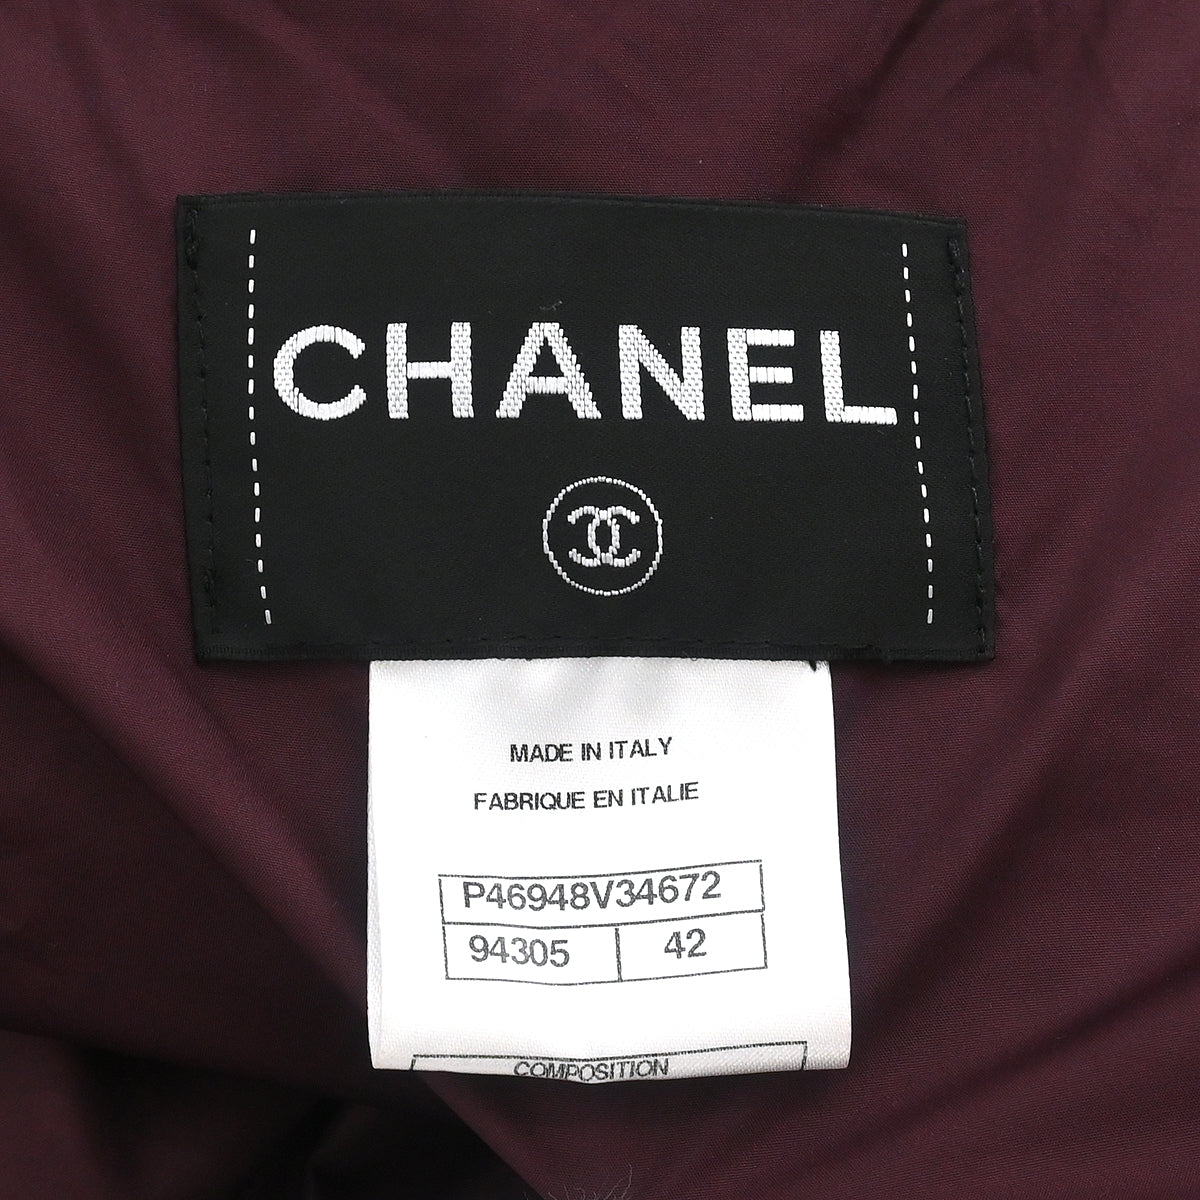 CHANEL
MADE IN ITALY
FABRIQUE EN ITALIE
P46948V34672
94305 42
COMPOSITION